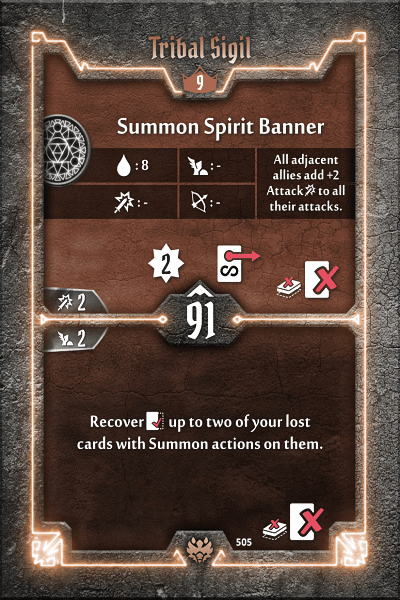 Tribal Sigil
9
Summon Spirit Banner
: 8
: -
: -
: -
All adjacent
allies add +2
Attack to all
their attacks.
2
2
91
2
Recover up to two of your lost
cards with Summon actions on them.
505